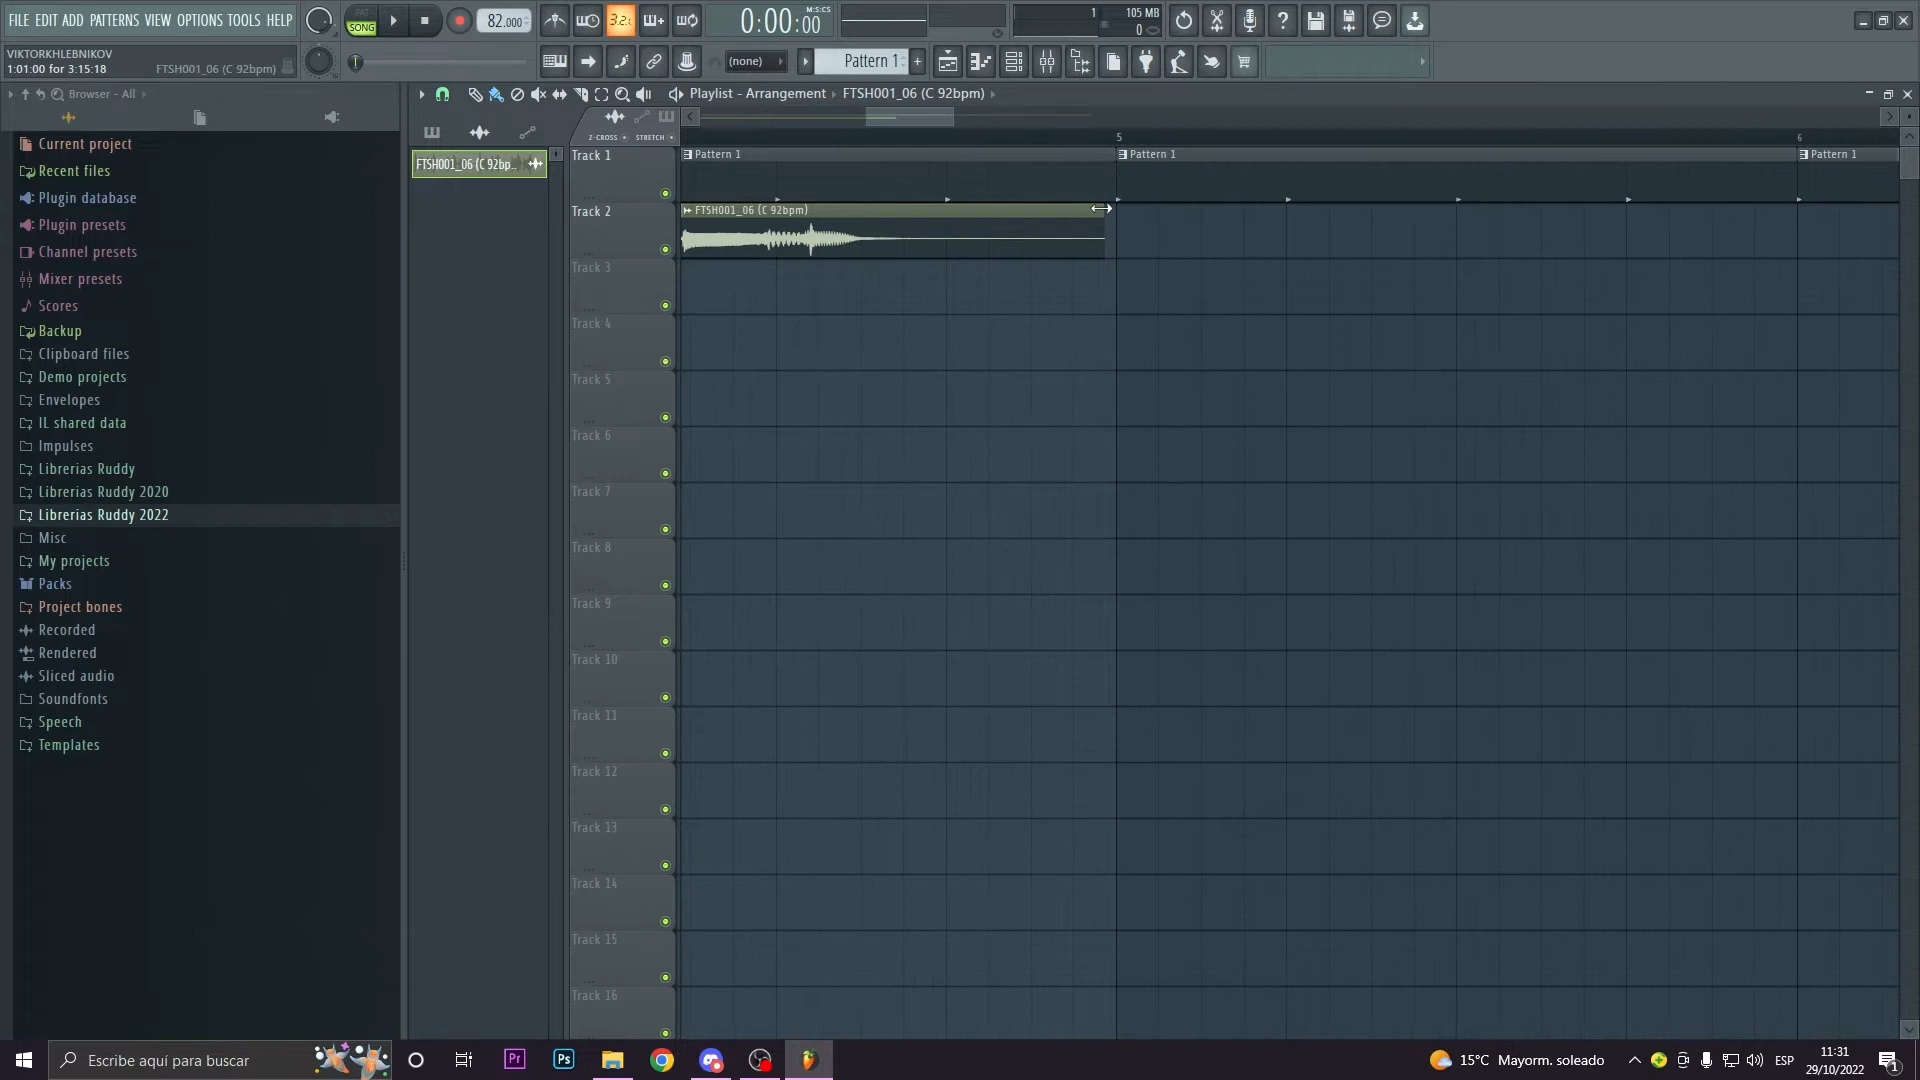 FILE EDIT ADD PATTERNS VIEW OPTIONS TOOLS HELP
PAT
SONG
82.000
3.2.
0:00:00
M:S:CS
1
105 MB
0
VIKTORKHLEBNIKOV
1:01:00 for 3:15:18
FTSH001_06 (C 92bpm)
(none)
Pattern 1
Browser - All
Playlist - Arrangement
FTSH001_06 (C 92bpm)
Z-CROSS
STRETCH
5
6
Current project
Recent files
Plugin database
Plugin presets
Channel presets
Mixer presets
Scores
Backup
Clipboard files
Demo projects
Envelopes
IL shared data
Impulses
Librerias Ruddy
Librerias Ruddy 2020
Librerias Ruddy 2022
Misc
My projects
Packs
Project bones
Recorded
Rendered
Sliced audio
Soundfonts
Speech
Templates
FTSH001_06 (C 92bp..
Track 1
Pattern 1
Pattern 1
Pattern 1
Track 2
FTSH001_06 (C 92bpm)
Track 3
Track 4
Track 5
Track 6
Track 7
Track 8
Track 9
Track 10
Track 11
Track 12
Track 13
Track 14
Track 15
Track 16
Escribe aquí para buscar
Pr
Ps
15°C Mayorm. soleado
ESP
11:31
29/10/2022
1